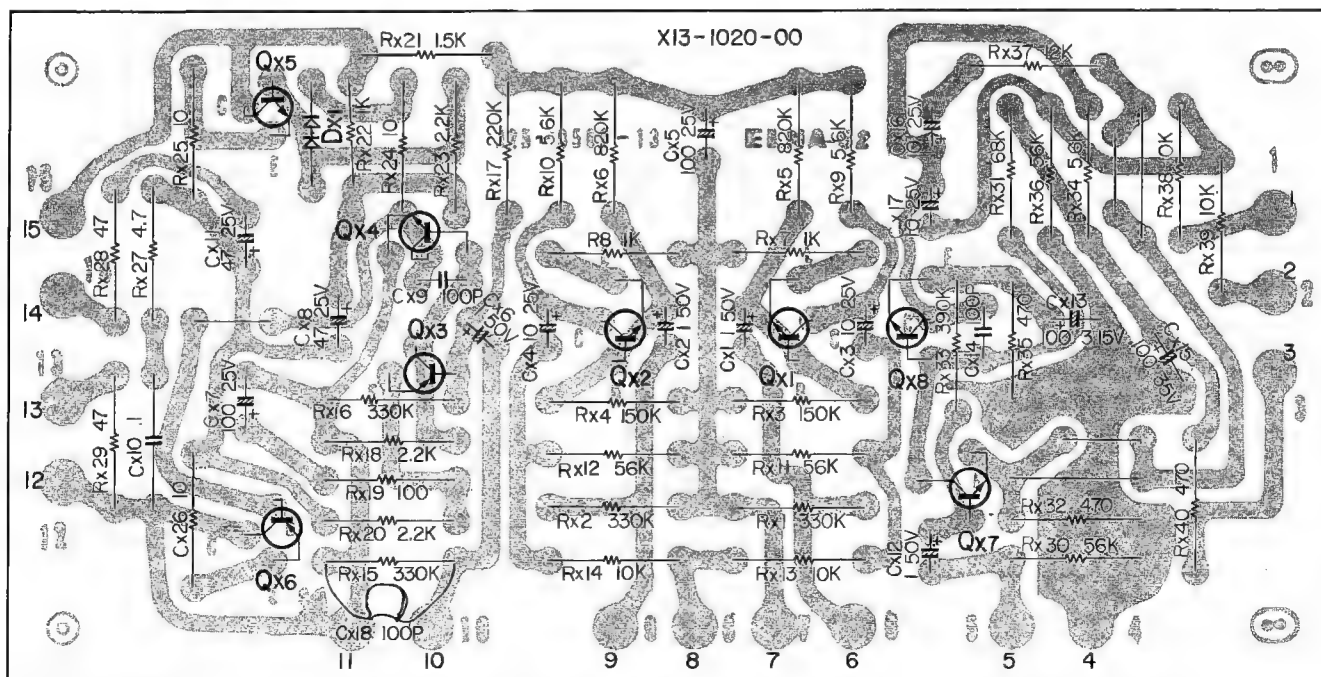 X13-1020-00
Rx21 1.5K
Rx37 12K
Qx5
Rx25 10
Dx1
Rx22 1K
Rx24 10
Rx23 2.2K
Rx17 220K
Rx10 5.6K
Rx6 820K
Cx5
100 25V
Rx5 820K
Rx9 5.6K
Cx16
25V
Cx17
10 25V
Rx31 68K
Rx36 56K
Rx34 5.6K
Rx38
Rx39 10K
1
15
Rx28 47
Rx27 4.7
Cx11
47 25V
Qx4
R8 1K
Rx7 1K
2
14
Cx8
47 25V
Cx9 100P
Cx6
Qx3
Cx4 10 25V
Cx2 1 50V
Cx1 1 50V
Cx3 10 25V
Rx33 390K
Cx14 100P
Rx35 470
Cx13
100 3.15V
Cx15
3
13
Cx7
100 25V
Qx2
Qx1
Qx8
Rx16 330K
Rx4 150K
Rx3 150K
Rx29 47
Cx10 .1
Rx18 2.2K
Rx12 56K
Rx11 56K
12
Cx26 10
Rx19 100
Rx20 2.2K
Rx2 330K
Rx1 330K
Cx12
1 50V
Qx7
Rx32 470
Rx30 56K
Rx40 470
Qx6
Rx15 330K
Rx14 10K
Rx13 10K
Cx18 100P
11
10
9
8
7
6
5
4